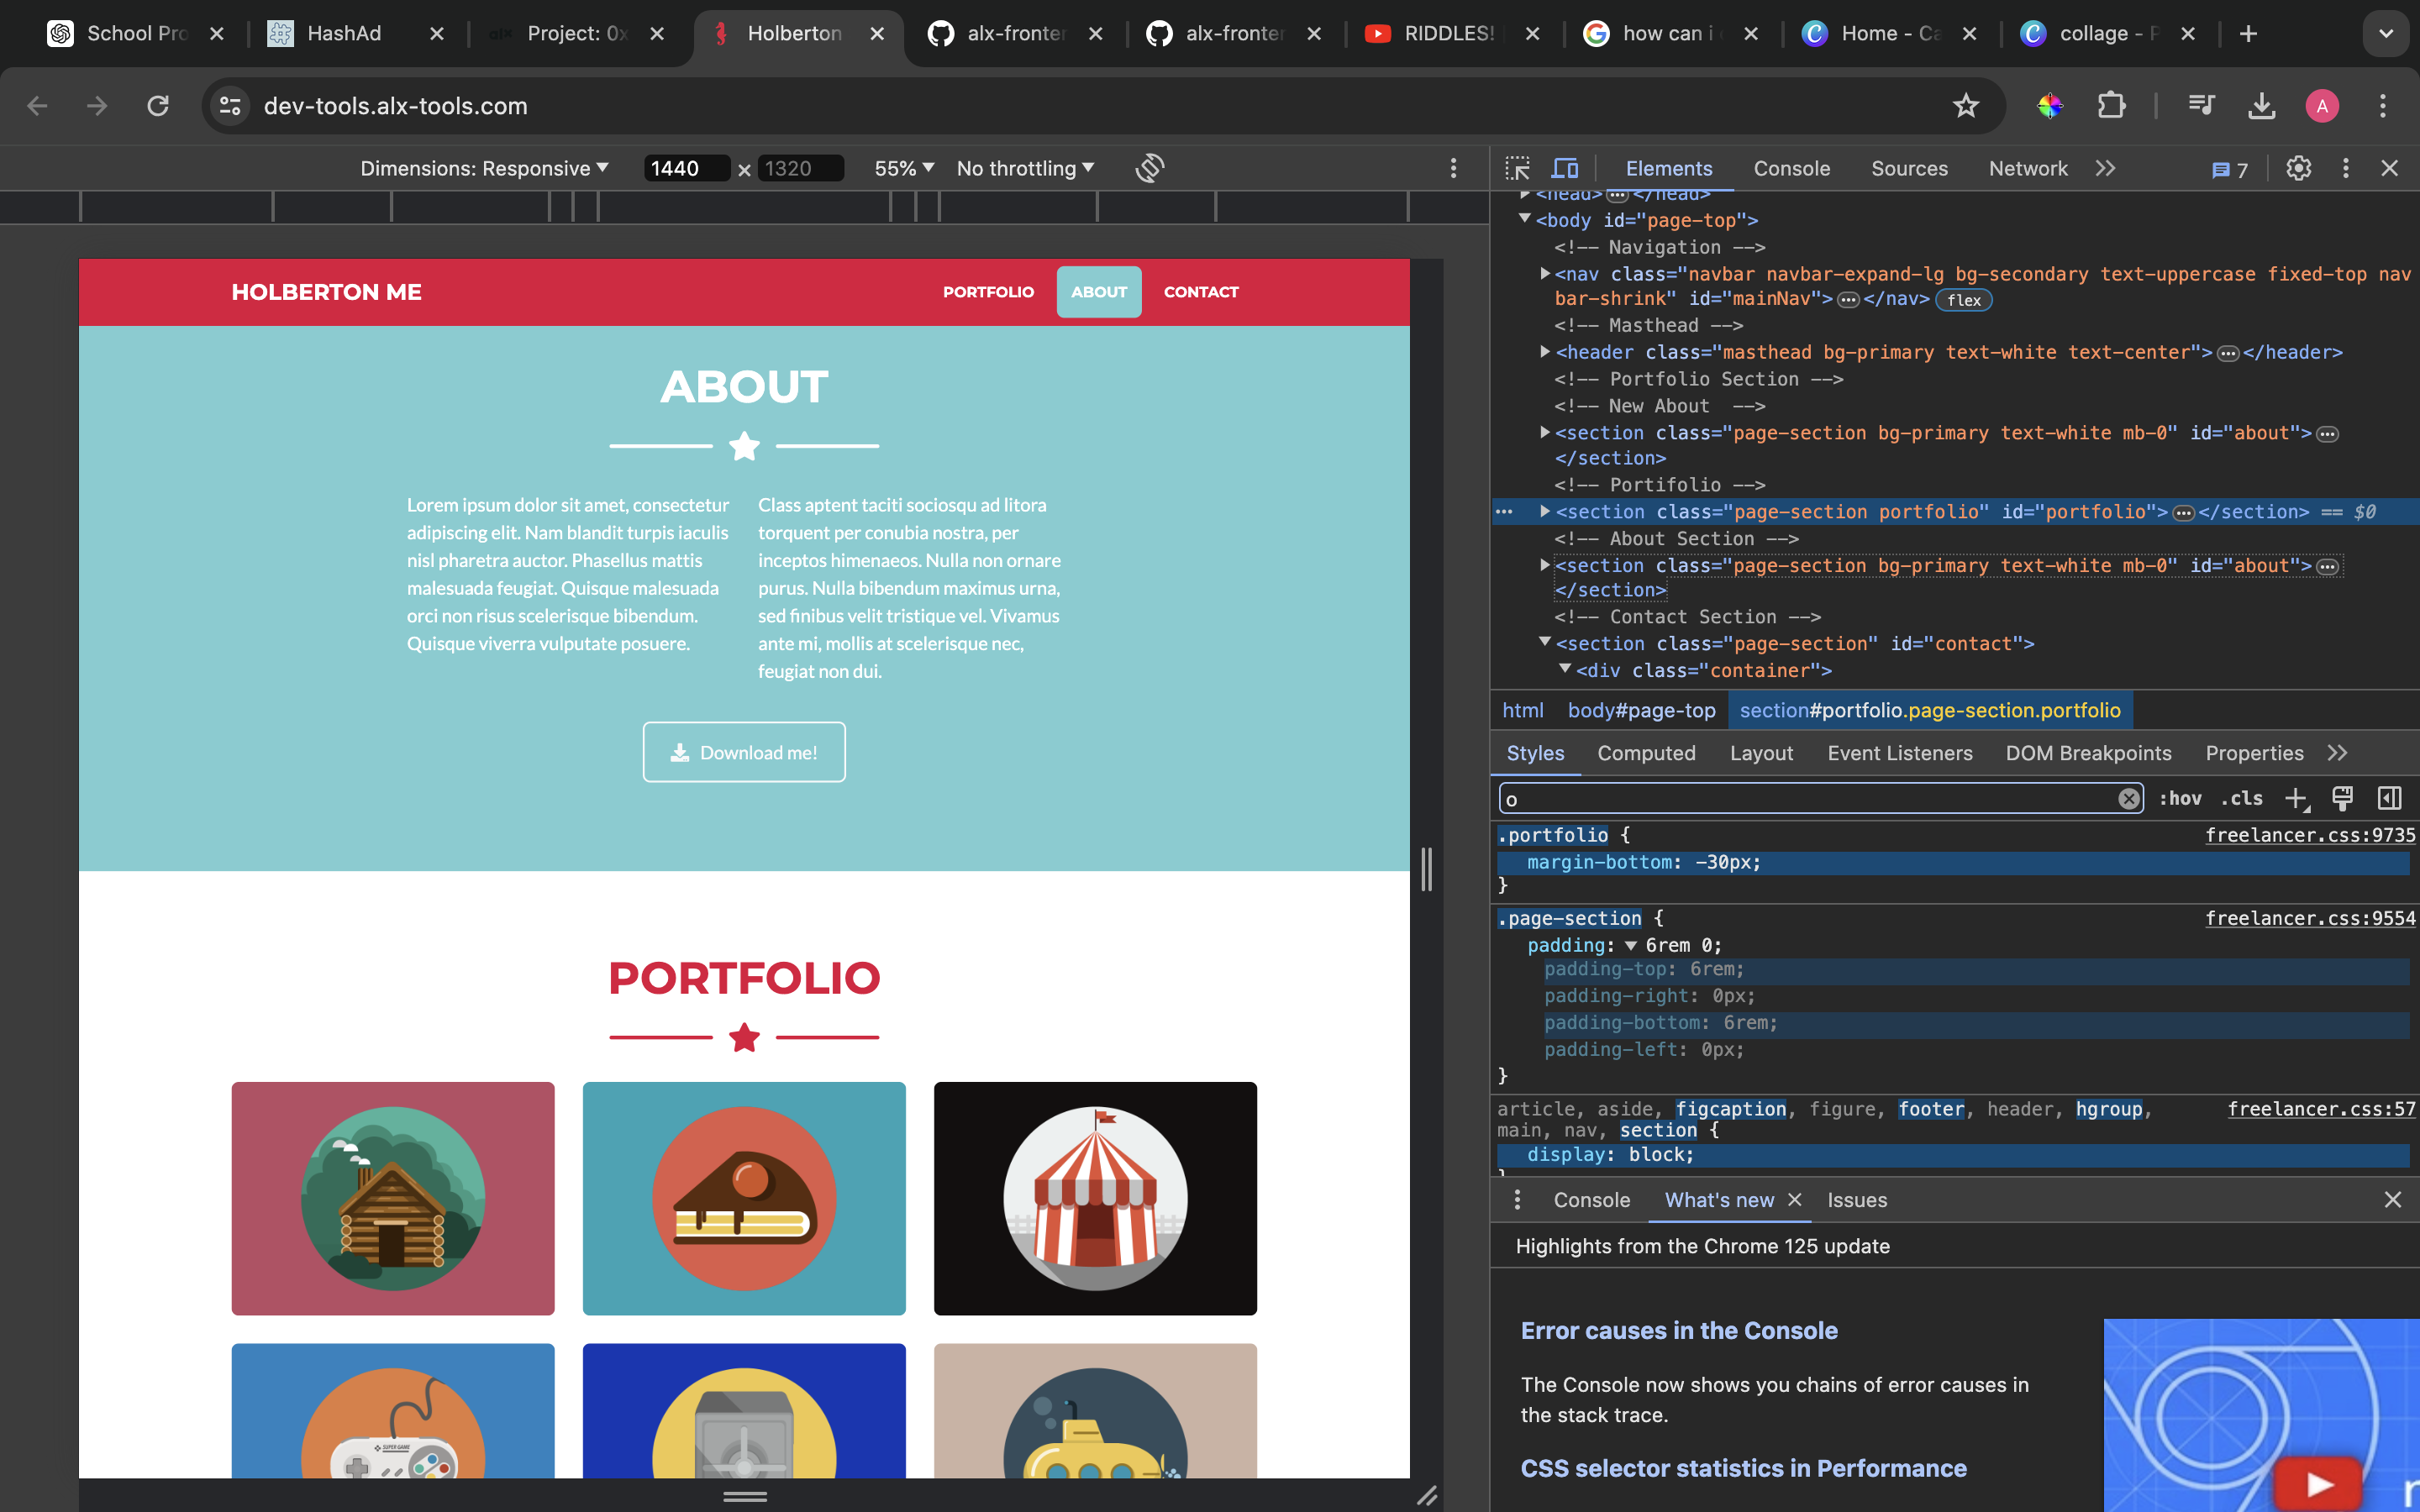 School Pro
HashAd
Project: 0x
Holberton
alx-fronter
alx-fronter
RIDDLES!
how can i
Home - Ca
collage - P
dev-tools.alx-tools.com
A
Dimensions: Responsive
1440 × 1320
55%
No throttling
Elements
Console
Sources
Network
7
HOLBERTON ME
PORTFOLIO
ABOUT
CONTACT
ABOUT
Lorem ipsum dolor sit amet, consectetur
adipiscing elit. Nam blandit turpis iaculis
nisl pharetra auctor. Phasellus mattis
malesuada feugiat. Quisque malesuada
orci non risus scelerisque bibendum.
Quisque viverra vulputate posuere.
Class aptent taciti sociosqu ad litora
torquent per conubia nostra, per
inceptos himenaeos. Nulla non ornare
purus. Nulla bibendum maximus urna,
sed finibus velit tristique vel. Vivamus
ante mi, mollis at scelerisque nec,
feugiat non dui.
Download me!
PORTFOLIO
SUPER GAME
<head> ••• </head>
<body id="page-top">
<!-- Navigation -->
<nav class="navbar navbar-expand-lg bg-secondary text-uppercase fixed-top nav
bar-shrink" id="mainNav"> ••• </nav> flex
<!-- Masthead -->
<header class="masthead bg-primary text-white text-center"> ••• </header>
<!-- Portfolio Section -->
<!-- New About  -->
<section class="page-section bg-primary text-white mb-0" id="about"> •••
</section>
<!-- Portifolio -->
••• <section class="page-section portfolio" id="portfolio"> ••• </section> == $0
<!-- About Section -->
<section class="page-section bg-primary text-white mb-0" id="about"> •••
</section>
<!-- Contact Section -->
<section class="page-section" id="contact">
<div class="container">
html body#page-top section#portfolio.page-section.portfolio
Styles
Computed
Layout
Event Listeners
DOM Breakpoints
Properties
o
:hov .cls
.portfolio { freelancer.css:9735
margin-bottom: -30px;
}
.page-section { freelancer.css:9554
padding: 6rem 0;
padding-top: 6rem;
padding-right: 0px;
padding-bottom: 6rem;
padding-left: 0px;
}
article, aside, figcaption, figure, footer, header, hgroup, freelancer.css:57
main, nav, section {
display: block;
}
Console
What's new
Issues
Highlights from the Chrome 125 update
Error causes in the Console
The Console now shows you chains of error causes in
the stack trace.
CSS selector statistics in Performance